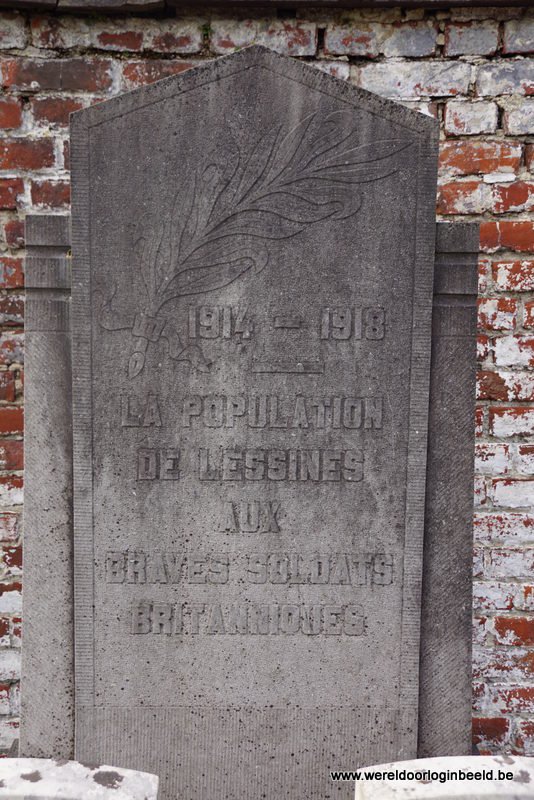 1914 — 1918
LA POPULATION
DE LESSINES
AUX
BRAVES SOLDATS
BRITANNIQUES
www.wereldoorloginbeeld.be